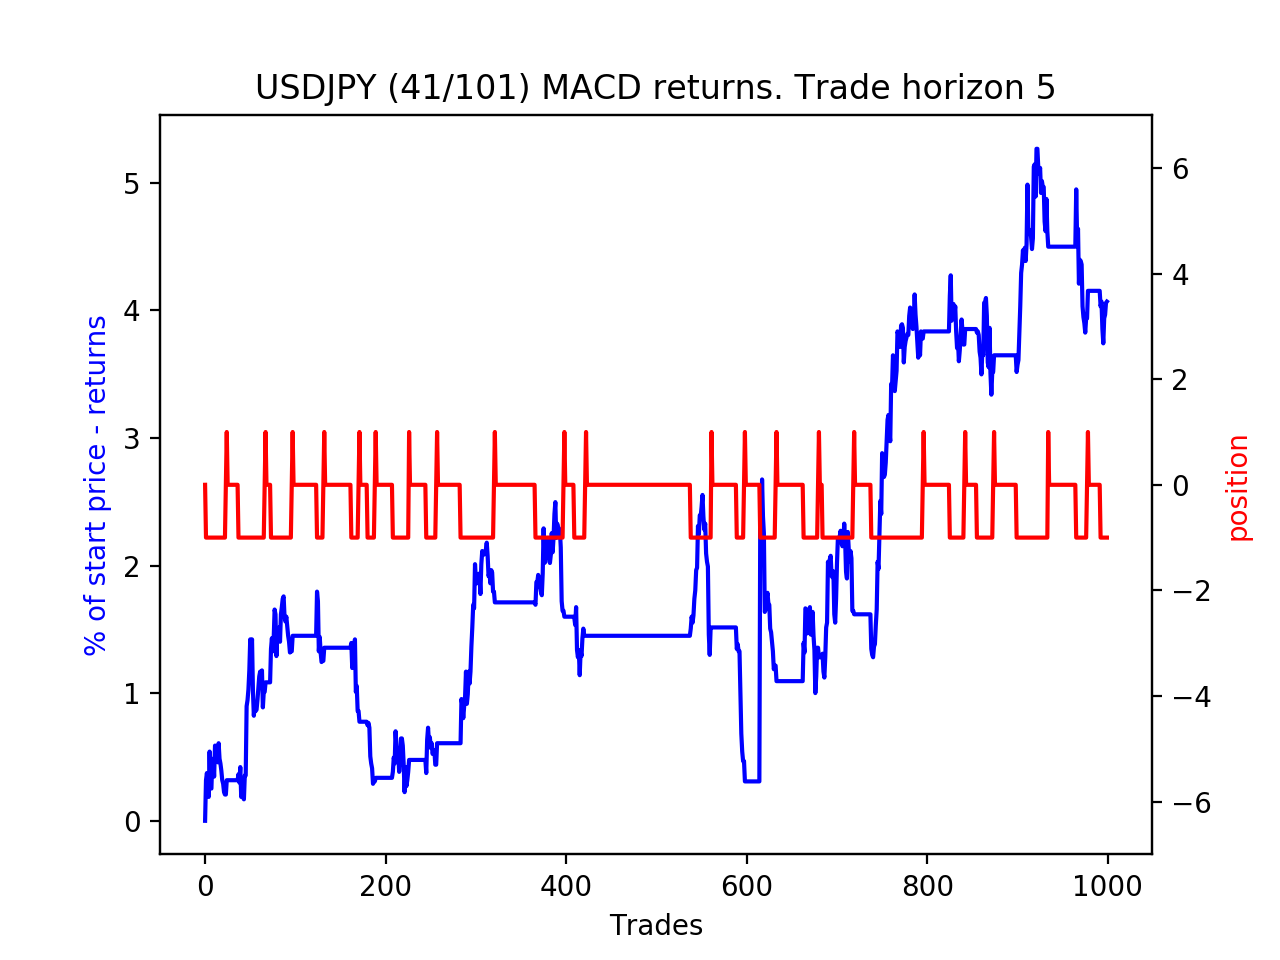 USDJPY (41/101) MACD returns. Trade horizon 5
% of start price - returns
5
4
3
2
1
0
6
4
2
0
−2
−4
−6
position
0 200 400 600 800 1000
Trades